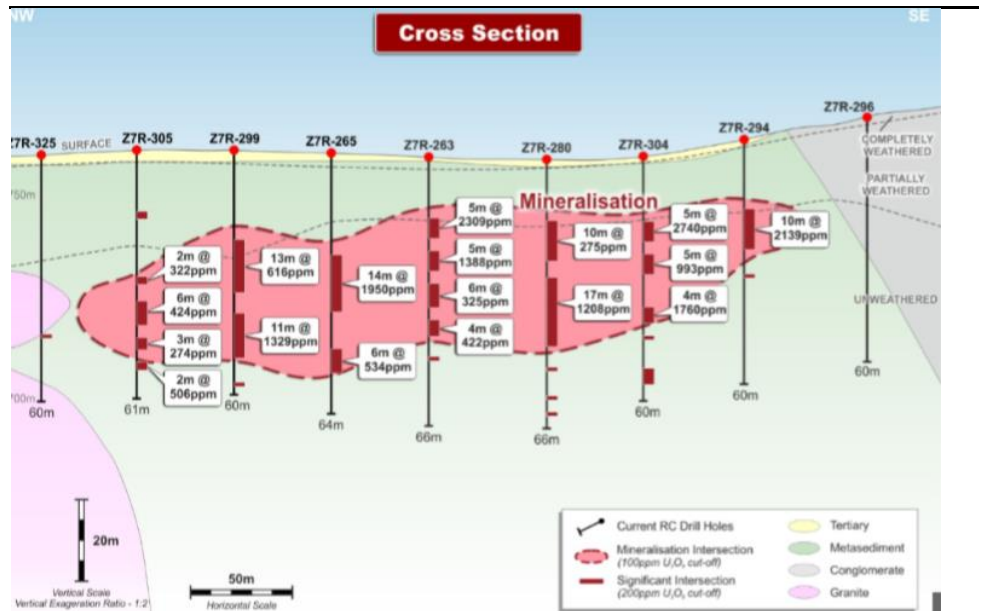 NW
SE
Cross Section
Z7R-296
Z7R-294
Z7R-325
SURFACE
Z7R-305
Z7R-299
Z7R-265
Z7R-263
Z7R-280
Z7R-304
COMPLETELY
WEATHERED
PARTIALLY
WEATHERED
750m
Mineralisation
5m @
2309ppm
10m @
275ppm
5m @
2740ppm
10m @
2139ppm
2m @
322ppm
13m @
616ppm
14m @
1950ppm
5m @
1388ppm
5m @
993ppm
6m @
424ppm
6m @
325ppm
17m @
1208ppm
4m @
1760ppm
UNWEATHERED
3m @
274ppm
11m @
1329ppm
4m @
422ppm
2m @
506ppm
6m @
534ppm
700m
60m
61m
60m
64m
66m
66m
60m
60m
60m
20m
Vertical Scale
Vertical Exageration Ratio - 1:2
50m
Horizontal Scale
Current RC Drill Holes
Mineralisation Intersection
(100ppm U₃O₈ cut-off)
Significant Intersection
(200ppm U₃O₈ cut-off)
Tertiary
Metasediment
Conglomerate
Granite